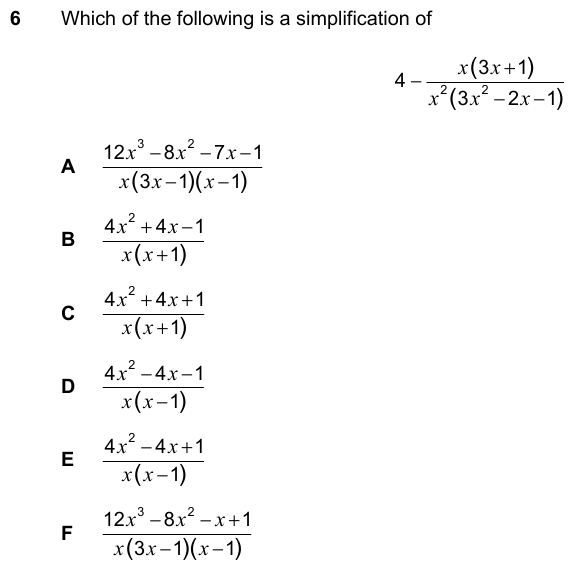 6 Which of the following is a simplification of
4 − x(3x+1) / x²(3x² − 2x − 1)
A 12x³ − 8x² − 7x − 1 / x(3x−1)(x−1)
B 4x² + 4x − 1 / x(x+1)
C 4x² + 4x + 1 / x(x+1)
D 4x² − 4x − 1 / x(x−1)
E 4x² − 4x + 1 / x(x−1)
F 12x³ − 8x² − x + 1 / x(3x−1)(x−1)